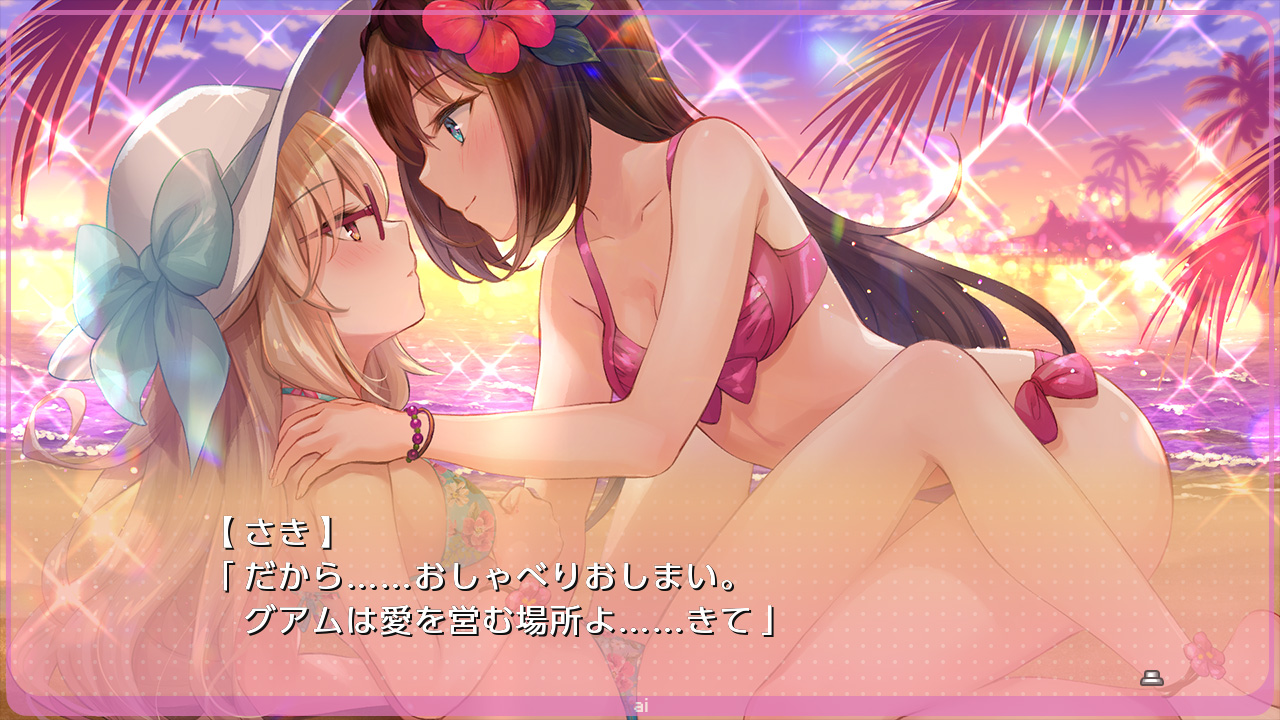 【さき】
「だから……おしゃべりおしまい。
グアムは愛を営む場所よ……きて」
ai